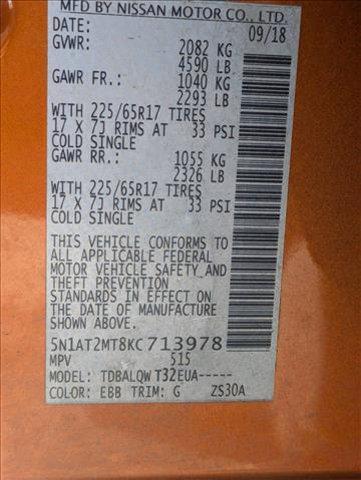 MFD BY NISSAN MOTOR CO., LTD.
DATE: 09/18
GVWR: 2082 KG
4590 LB
GAWR FR.: 1040 KG
2293 LB
WITH 225/65R17 TIRES
17 X 7J RIMS AT 33 PSI
COLD SINGLE
GAWR RR.: 1055 KG
2326 LB
WITH 225/65R17 TIRES
17 X 7J RIMS AT 33 PSI
COLD SINGLE
THIS VEHICLE CONFORMS TO
ALL APPLICABLE FEDERAL
MOTOR VEHICLE SAFETY AND
THEFT PREVENTION
STANDARDS IN EFFECT ON
THE DATE OF MANUFACTURE
SHOWN ABOVE.
5N1AT2MT8KC713978
MPV 515
MODEL: TDBALQW T32EUA-----
COLOR: EBB TRIM: G ZS30A